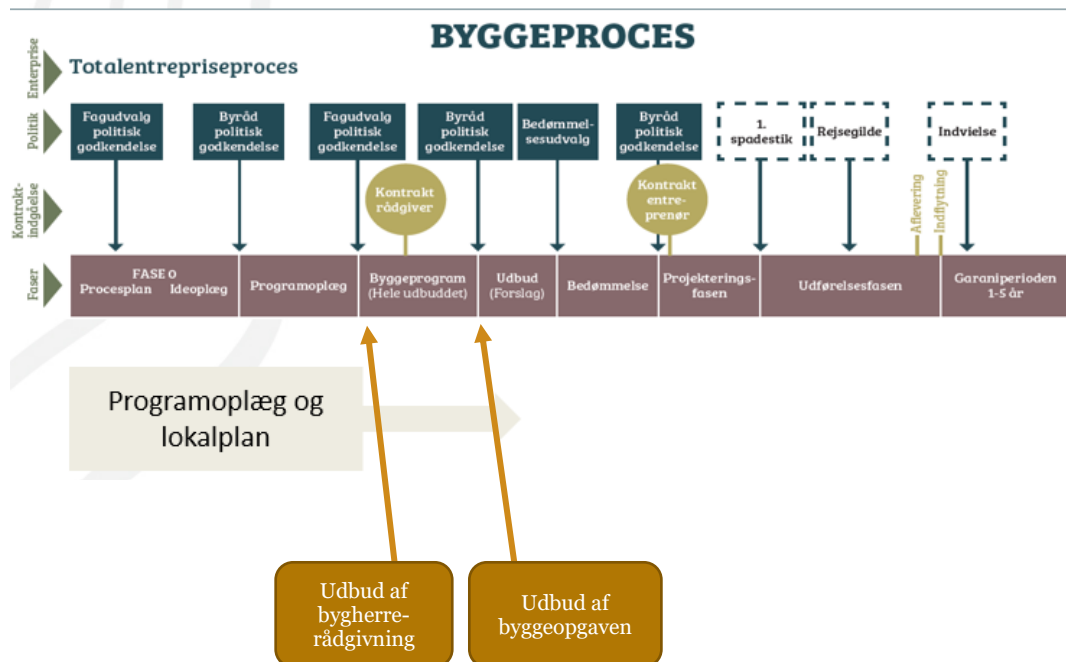 BYGGEPROCES
Enterprise
Totalentrepriseproces
Politik
Fagudvalg
politisk
godkendelse
Byråd
politisk
godkendelse
Fagudvalg
politisk
godkendelse
Byråd
politisk
godkendelse
Bedømmel-
sesudvalg
Byråd
politisk
godkendelse
1.
spadestik
Rejsegilde
Indvielse
Kontrakt-
indgåelse
Kontrakt
rådgiver
Kontrakt
entre-
prenør
Aflevering
Indflytning
Faser
FASE 0
Procesplan Ideoplæg
Programoplæg
Byggeprogram
(Hele udbuddet)
Udbud
(Forslag)
Bedømmelse
Projekterings-
fasen
Udførelsesfasen
Garaniperioden
1-5 år
Programoplæg og
lokalplan
Udbud af
bygherre-
rådgivning
Udbud af
byggeopgaven